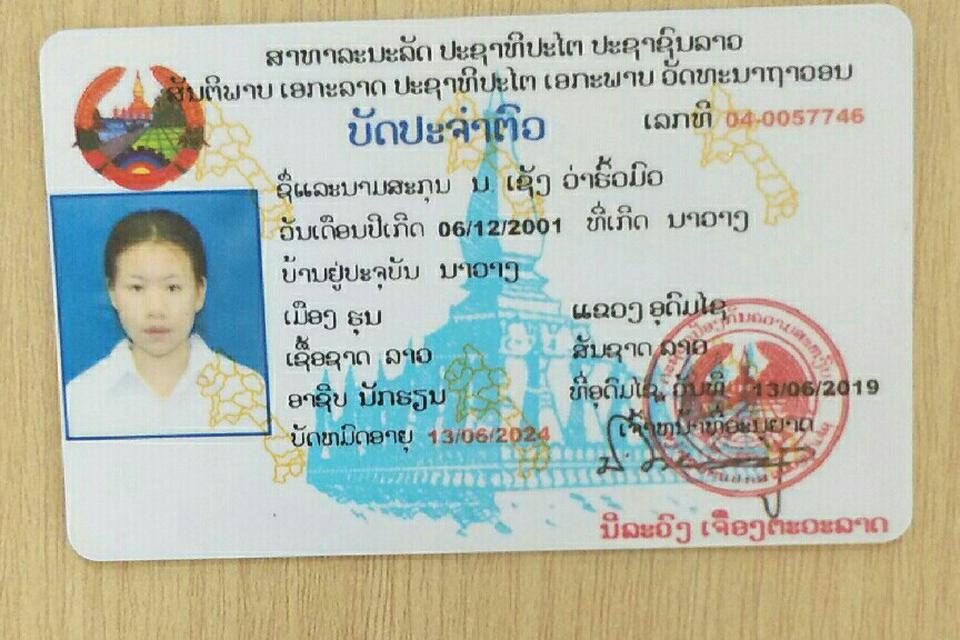 ສາທາລະນະລັດ ປະຊາທິປະໄຕ ປະຊາຊົນລາວ
ສັນຕິພາບ ເອກະລາດ ປະຊາທິປະໄຕ ເອກະພາບ ວັດທະນາຖາວອນ
ບັດປະຈຳຕົວ ເລກທີ 04-0057746
ຊື່ແລະນາມສະກຸນ ນ. ເຊັ່ງ ວ່າຣົ້ວມົວ
ວັນເດືອນປີເກີດ 06/12/2001 ທີ່ເກີດ ນາວາງ
ບ້ານຢູ່ປະຈຸບັນ ນາວາງ
ເມືອງ ຮຸນ ແຂວງ ອຸດົມໄຊ
ເຊື້ອຊາດ ລາວ ສັນຊາດ ລາວ
ອາຊີບ ນັກຮຽນ ທີ່ອຸດົມໄຊ, ວັນທີ 13/06/2019
ບັດຫມົດອາຍຸ 13/06/2024 ເຈົ້າຫນ້າທີ່ອະນຸຍາດ
ນີລະວົງ ເຈືອງຕະວະລາດ